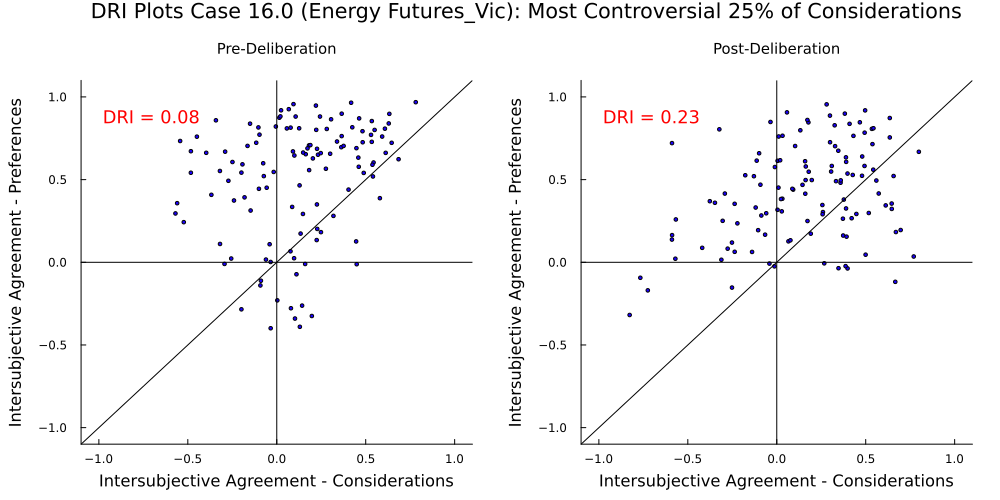 DRI Plots Case 16.0 (Energy Futures_Vic): Most Controversial 25% of Considerations
Pre-Deliberation
Intersubjective Agreement - Preferences
1.0
0.5
0.0
−0.5
−1.0
DRI = 0.08
−1.0 −0.5 0.0 0.5 1.0
Intersubjective Agreement - Considerations
Post-Deliberation
Intersubjective Agreement - Preferences
1.0
0.5
0.0
−0.5
−1.0
DRI = 0.23
−1.0 −0.5 0.0 0.5 1.0
Intersubjective Agreement - Considerations